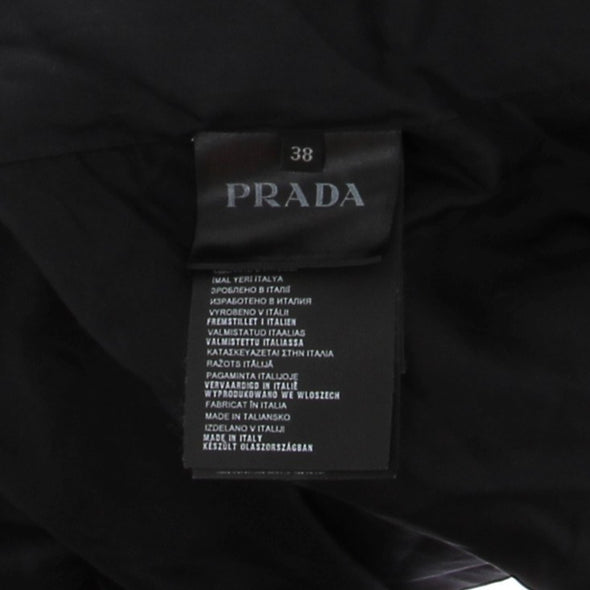 38
PRADA
İMAL YERİ İTALYA
ЗРОБЛЕНО В ІТАЛІЇ
ИЗРАБОТЕНО В ИТАЛИЯ
VYROBENO V ITÁLII
FREMSTILLET I ITALIEN
VALMISTATUD ITAALIAS
VALMISTETTU ITALIASSA
ΚΑΤΑΣΚΕΥΑΖΕΤΑΙ ΣΤΗΝ ΙΤΑΛΙΑ
RAŽOTS ITĀLIJĀ
PAGAMINTA ITALIJOJE
VERVAARDIGD IN ITALIË
WYPRODUKOWANO WE WLOSZECH
FABRICAT ÎN ITALIA
MADE IN TALIANSKO
IZDELANO V ITALIJI
MADE IN ITALY
KÉSZÜLT OLASZORSZÁGBAN